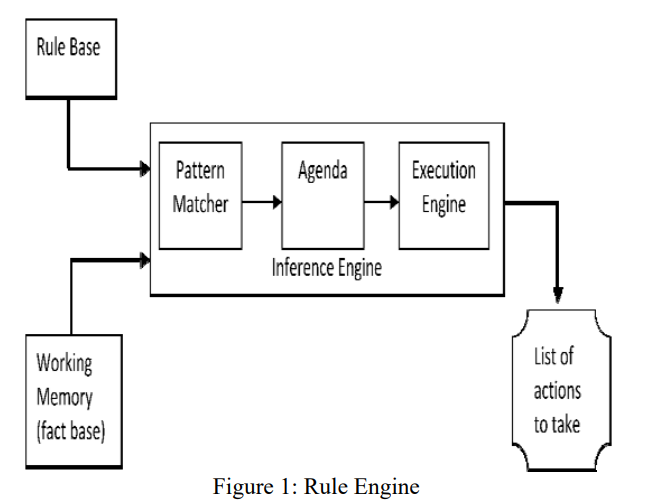 Rule Base
Pattern
Matcher
Agenda
Execution
Engine
Inference Engine
Working
Memory
(fact base)
List of
actions
to take
Figure 1: Rule Engine